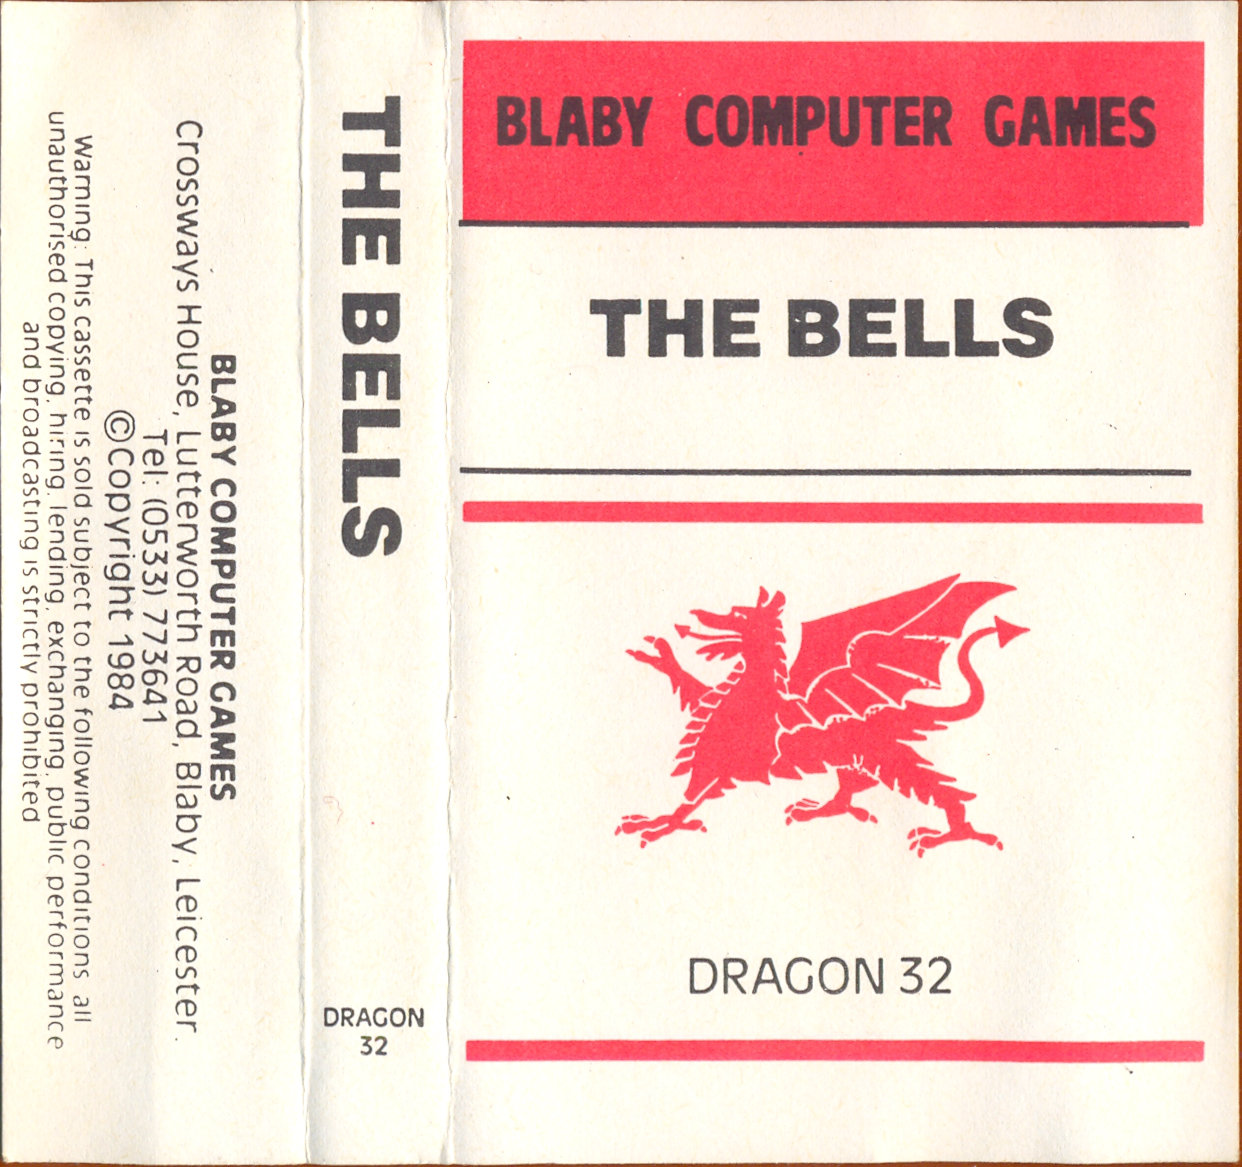 BLABY COMPUTER GAMES
THE BELLS
DRAGON 32
THE BELLS
DRAGON
32
BLABY COMPUTER GAMES
Crossways House, Lutterworth Road, Blaby, Leicester.
Tel: (0533) 773641
©Copyright 1984
Warning: This cassette is sold subject to the following conditions all
unauthorised copying, hiring, lending, exchanging, public performance
and broadcasting is strictly prohibited